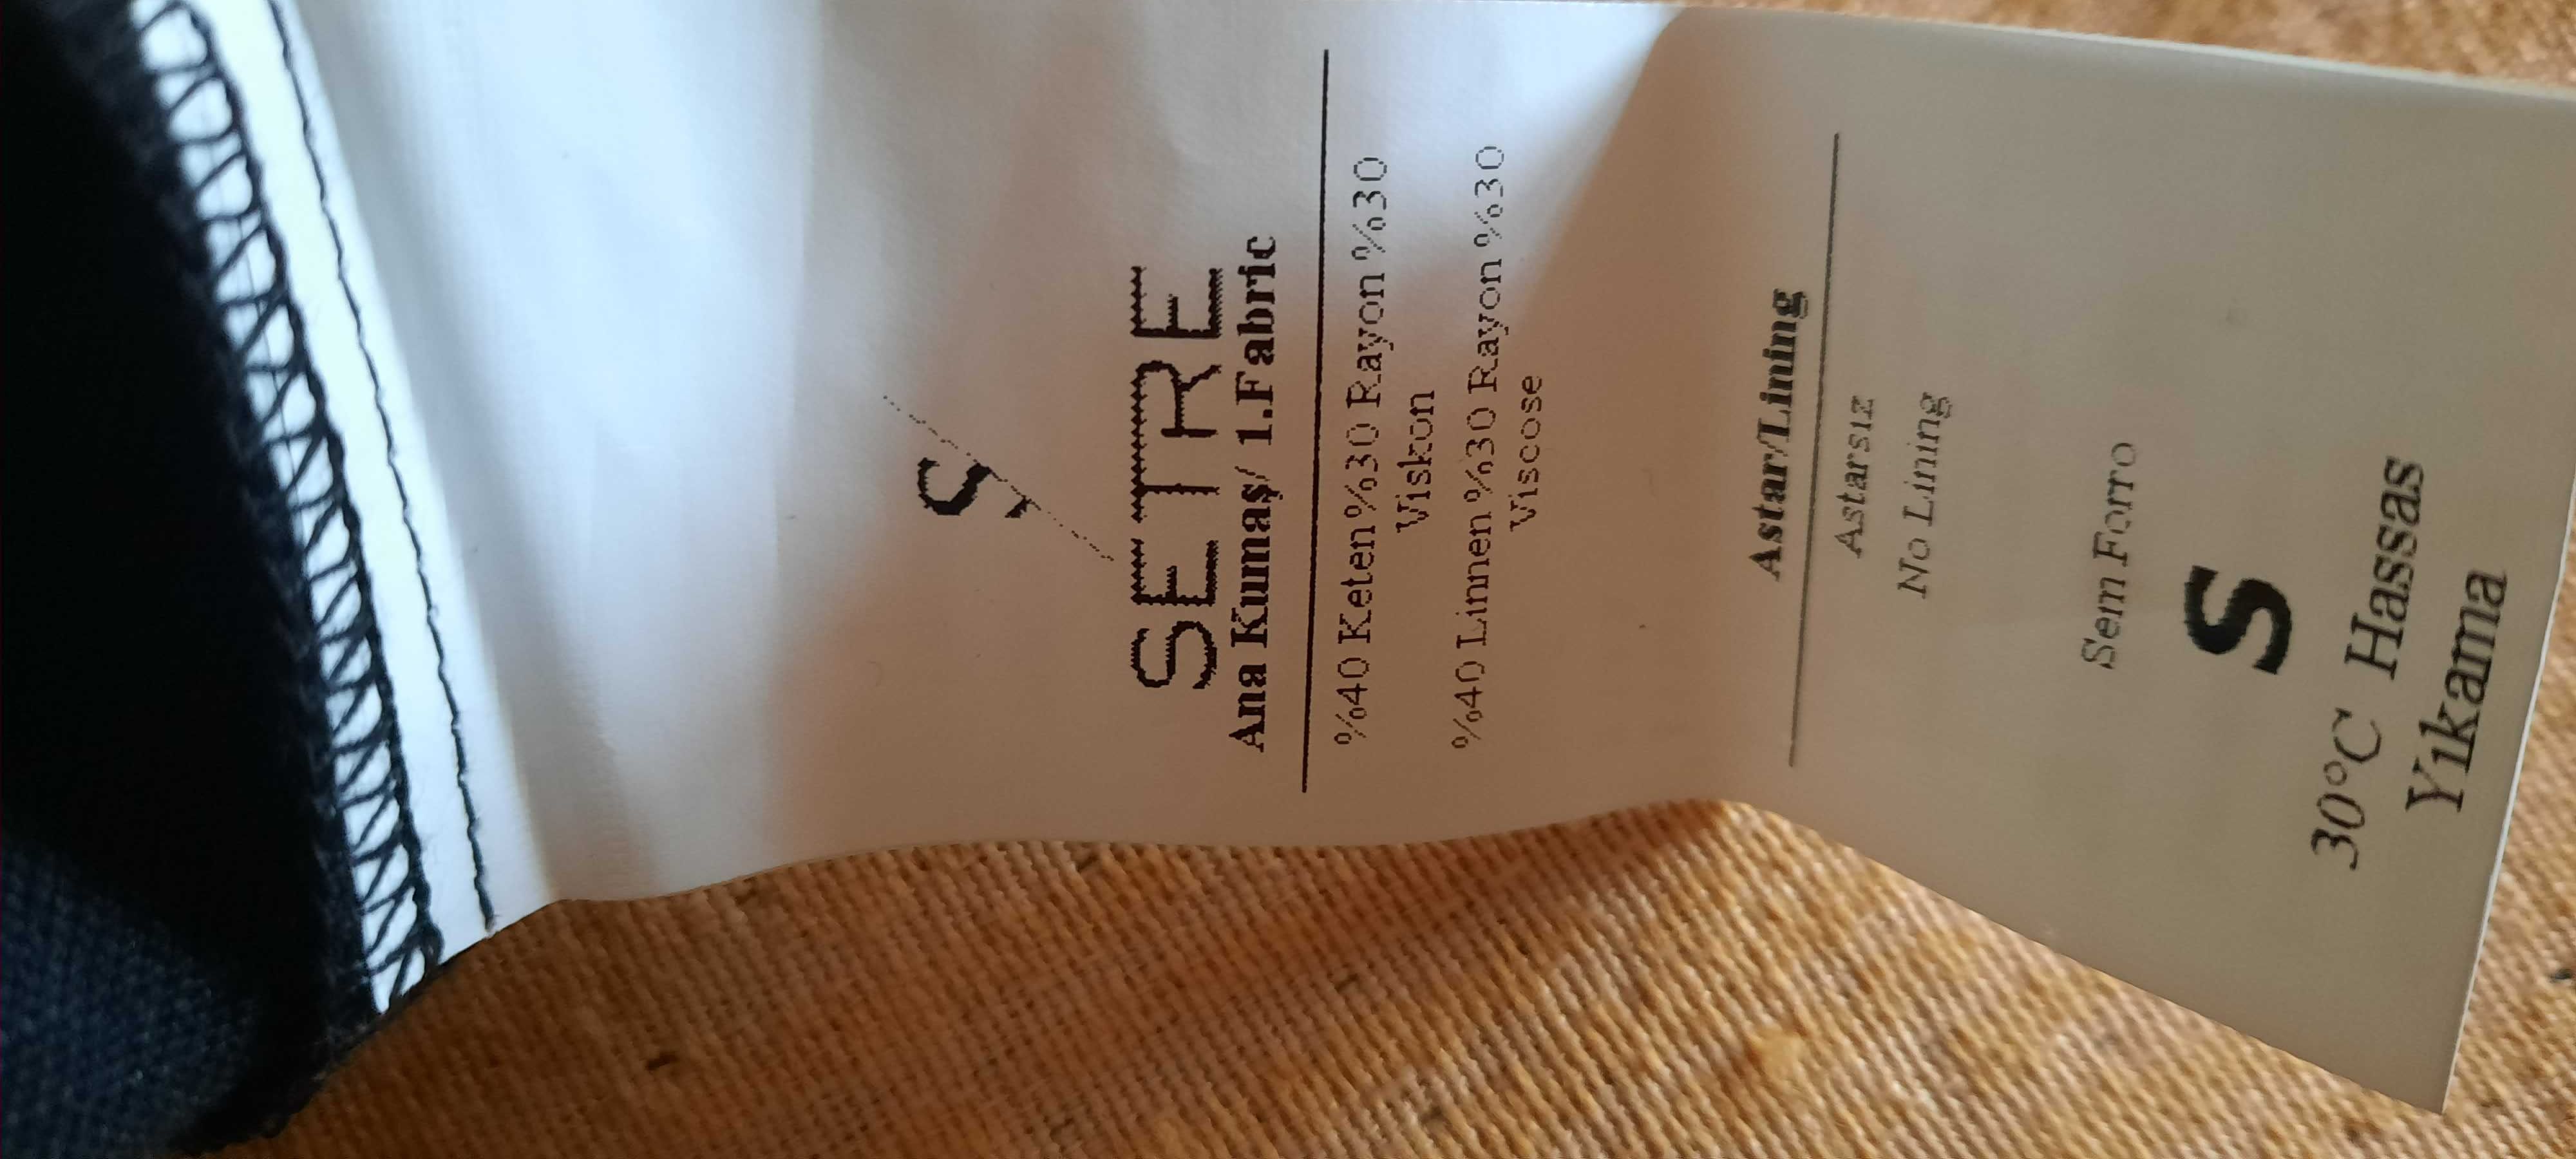 S
SETRE
Ana Kumaş/ 1.Fabric
%40 Keten%30 Rayon %30
Viskon
%40 Linnen %30 Rayon %30
Viscose
Astar/Lining
Astarsız
No Lining
Sem Forro
S
30°C Hassas
Yıkama